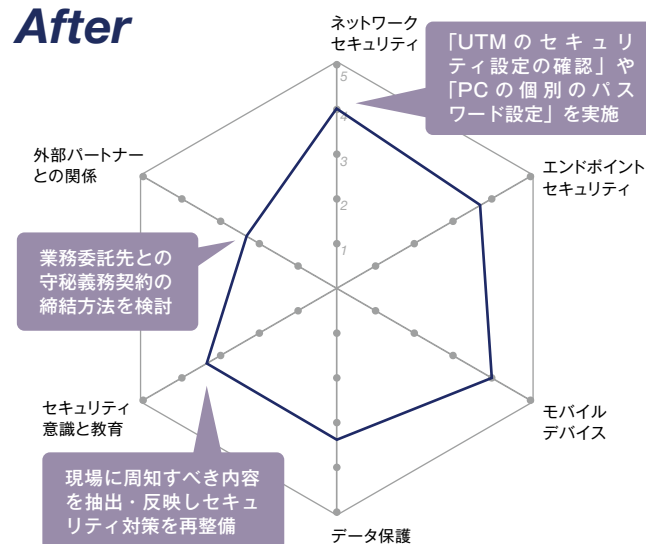 After
ネットワーク
セキュリティ
「UTMのセキュリ
ティ設定の確認」や
「PCの個別のパス
ワード設定」を実施
5
4
3
2
1
外部パートナー
との関係
エンドポイント
セキュリティ
業務委託先との
守秘義務契約の
締結方法を検討
セキュリティ
意識と教育
モバイル
デバイス
現場に周知すべき内容
を抽出・反映しセキュ
リティ対策を再整備
データ保護